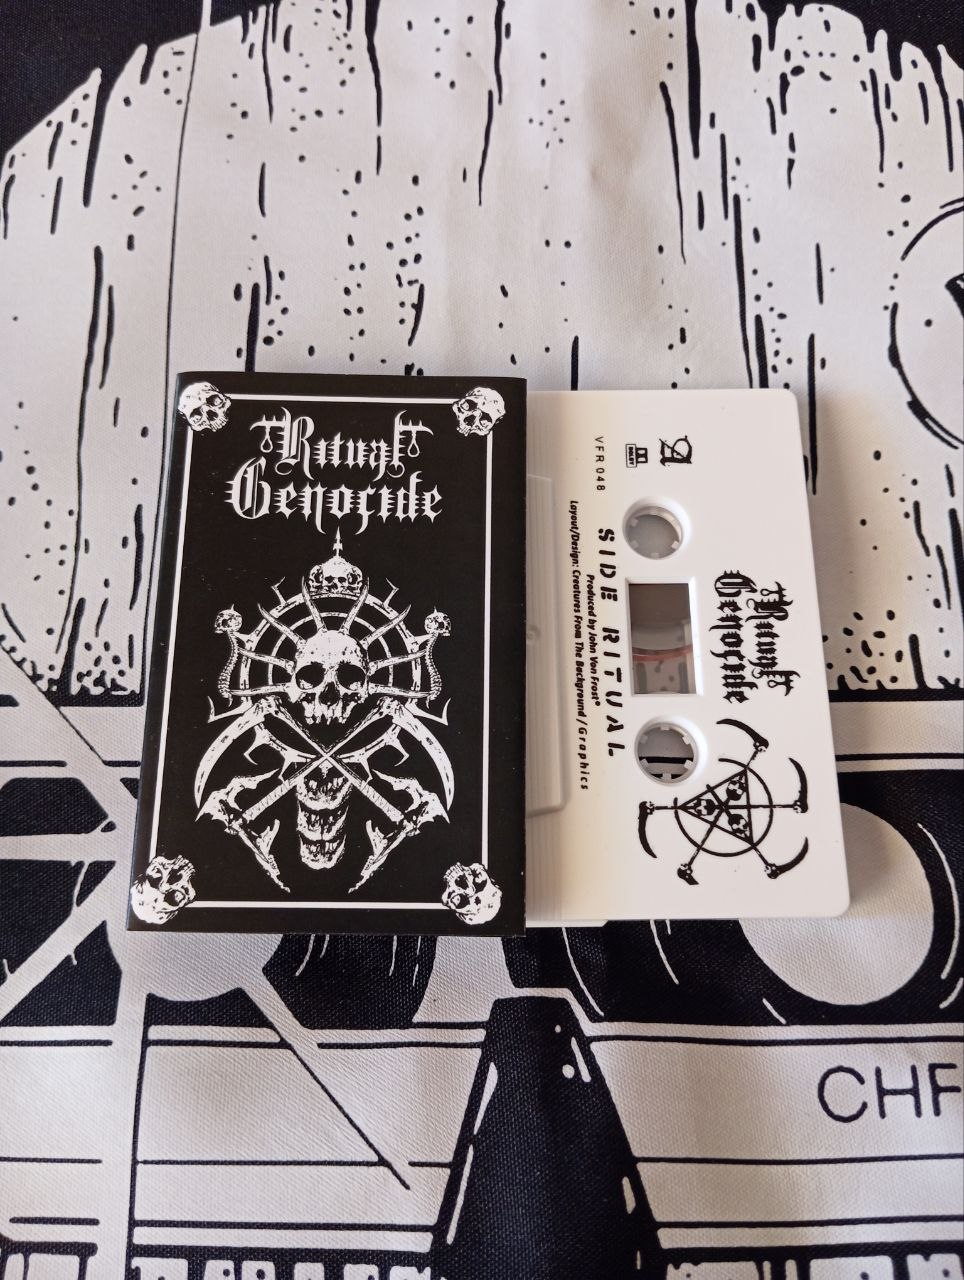 Ritual
Genocide
VFR 048
SIDE RITUAL
Produced by John Von Frost®
Layout/Design: Creatures From The Background / Graphics
Ritual
Genocide
CHF